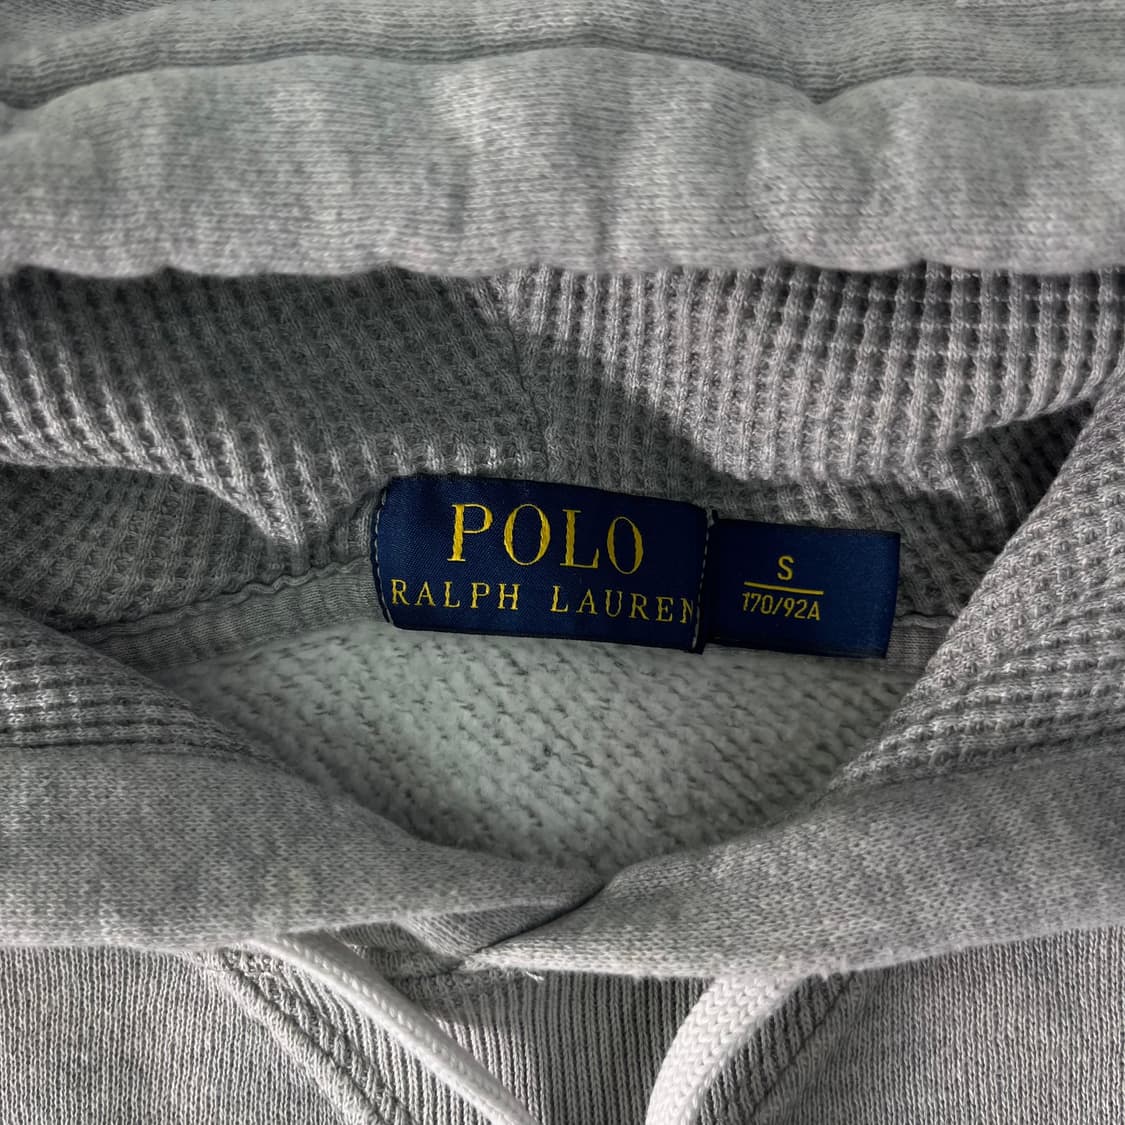 POLO
RALPH LAUREN
S
170/92A